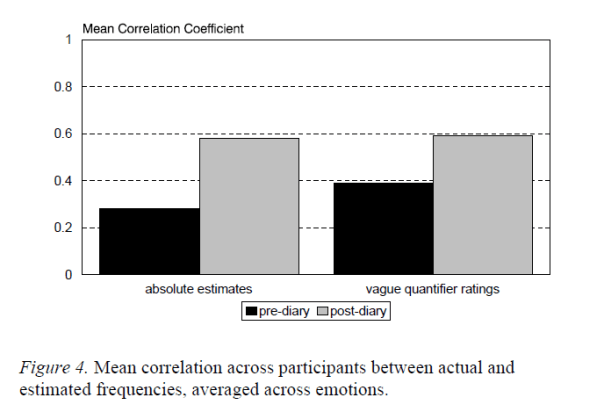 Mean Correlation Coefficient
1
0.8
0.6
0.4
0.2
0
absolute estimates vague quantifier ratings
pre-diary post-diary
Figure 4. Mean correlation across participants between actual and
estimated frequencies, averaged across emotions.